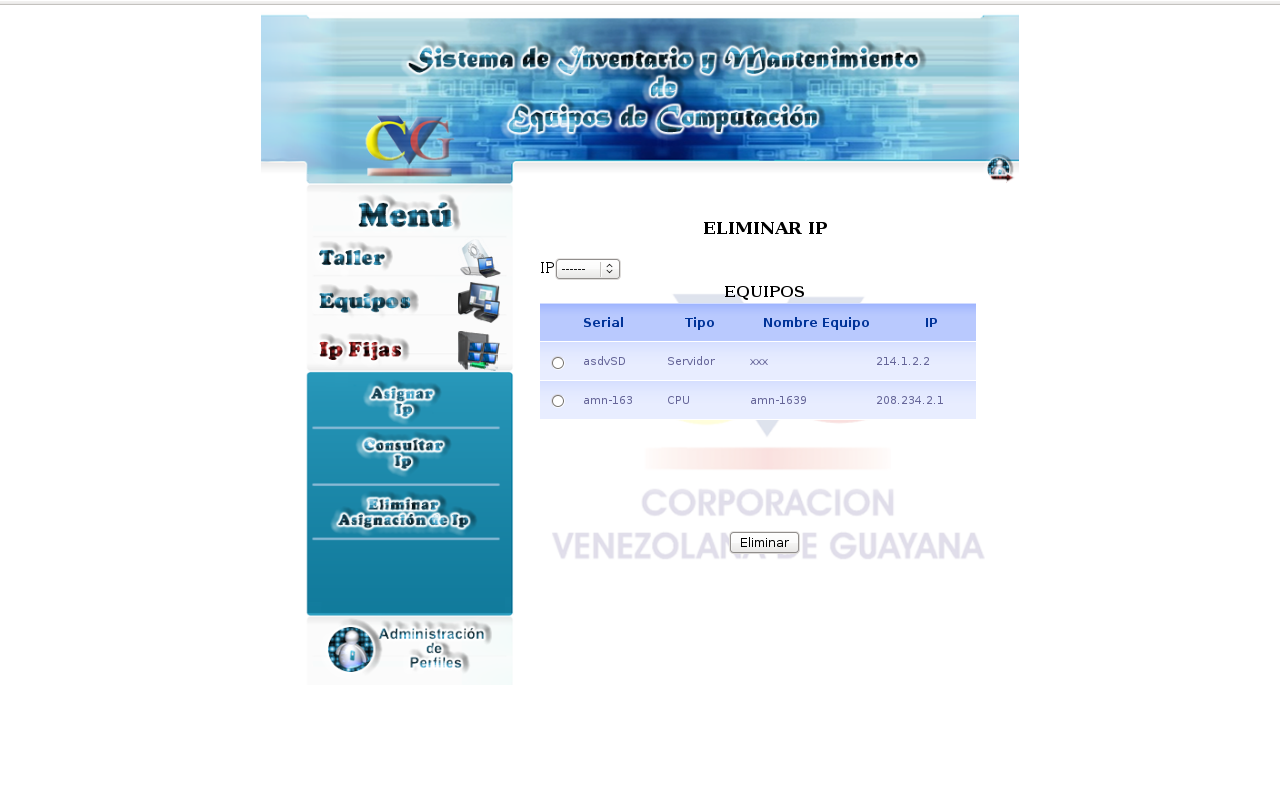 Sistema de Inventario y Mantenimiento
de
Equipos de Computación
CVG
Menú
Taller
Equipos
Ip Fijas
Asignar
Ip
Consultar
Ip
Eliminar
Asignación de Ip
Administración
de
Perfiles
ELIMINAR IP
IP ------
EQUIPOS
Serial Tipo Nombre Equipo IP
asdvSD Servidor xxx 214.1.2.2
amn-163 CPU amn-1639 208.234.2.1
CORPORACION
VENEZOLANA DE GUAYANA
Eliminar